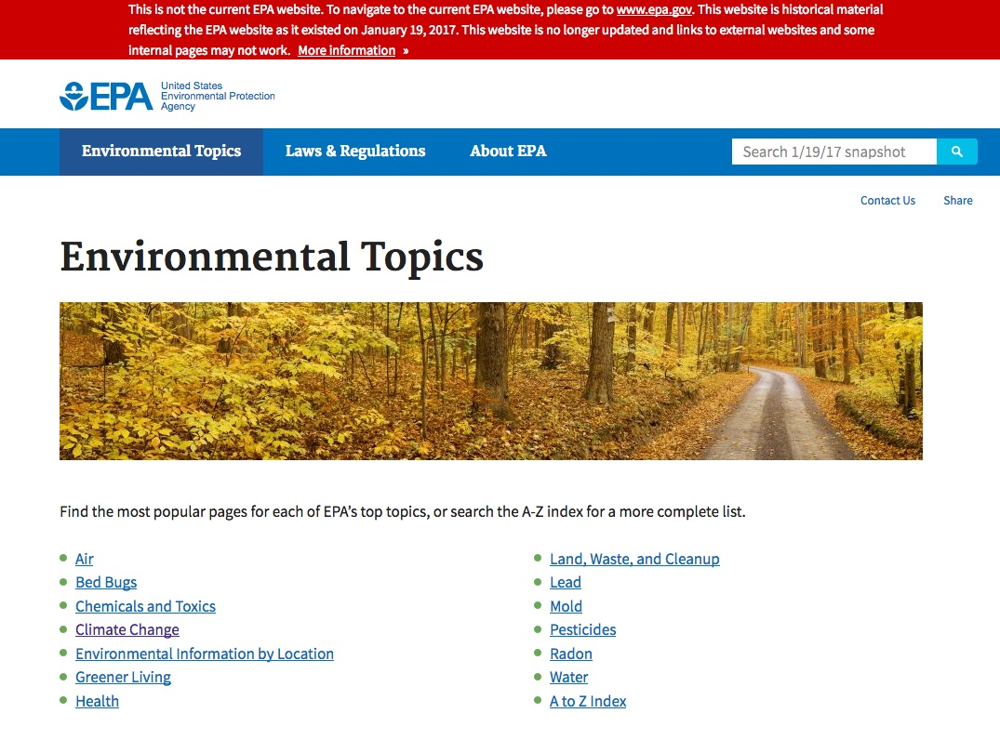 This is not the current EPA website. To navigate to the current EPA website, please go to www.epa.gov. This website is historical material
reflecting the EPA website as it existed on January 19, 2017. This website is no longer updated and links to external websites and some
internal pages may not work. More information »
EPA
United States
Environmental Protection
Agency
Environmental Topics
Laws & Regulations
About EPA
Search 1/19/17 snapshot
Contact Us
Share
Environmental Topics
Find the most popular pages for each of EPA’s top topics, or search the A-Z index for a more complete list.
Air
Bed Bugs
Chemicals and Toxics
Climate Change
Environmental Information by Location
Greener Living
Health
Land, Waste, and Cleanup
Lead
Mold
Pesticides
Radon
Water
A to Z Index